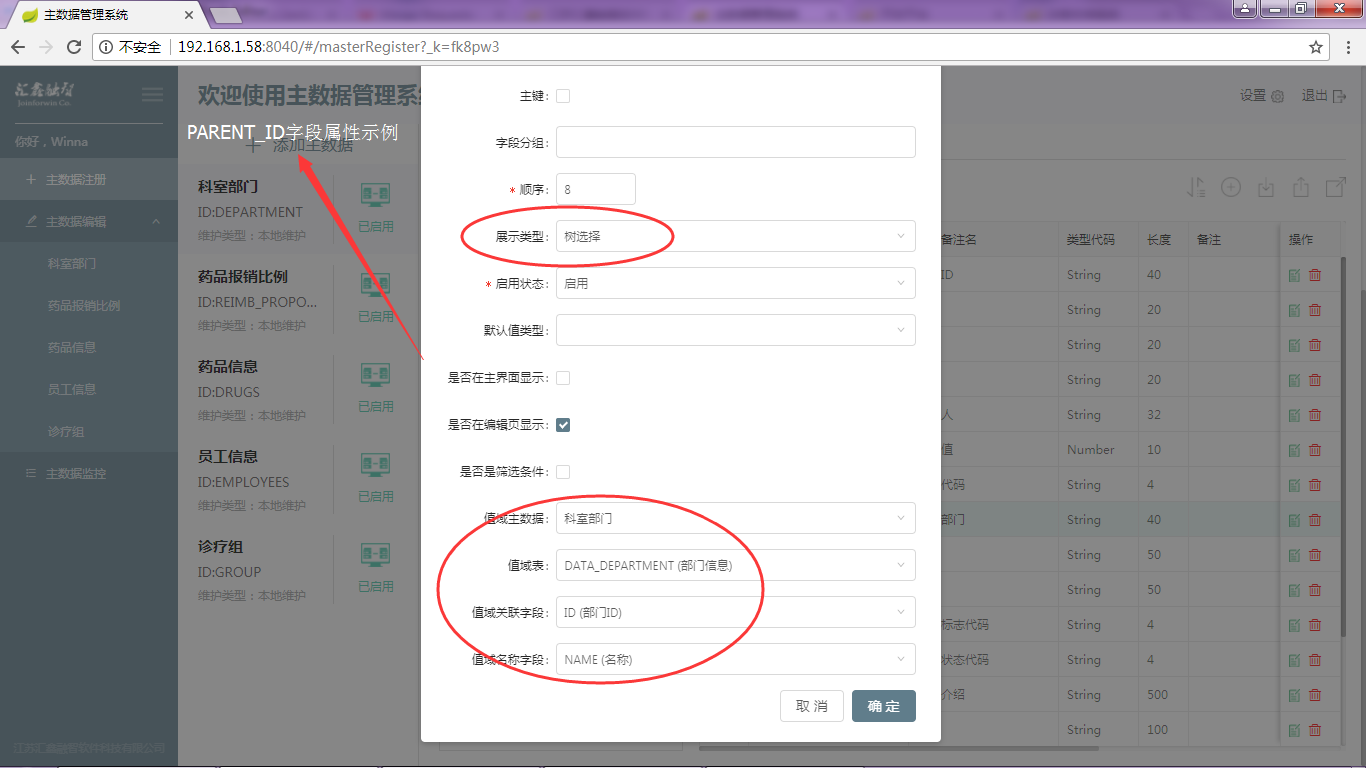 主数据管理系统
不安全 192.168.1.58:8040/#/masterRegister?_k=fk8pw3
汇鑫融智
Joinforwin Co.
你好，Winna
主数据注册
主数据编辑
科室部门
药品报销比例
药品信息
员工信息
诊疗组
主数据监控
江苏汇鑫融智软件科技有限公司
欢迎使用主数据管理系统
设置
退出
PARENT_ID字段属性示例
添加主数据
科室部门
ID:DEPARTMENT
维护类型：本地维护
已启用
药品报销比例
ID:REIMB_PROPO...
维护类型：本地维护
已启用
药品信息
ID:DRUGS
维护类型：本地维护
已启用
员工信息
ID:EMPLOYEES
维护类型：本地维护
已启用
诊疗组
ID:GROUP
维护类型：本地维护
已启用
主键:
字段分组:
* 顺序: 8
展示类型: 树选择
* 启用状态: 启用
默认值类型:
是否在主界面显示:
是否在编辑页显示:
是否是筛选条件:
值域主数据: 科室部门
值域表: DATA_DEPARTMENT (部门信息)
值域关联字段: ID (部门ID)
值域名称字段: NAME (名称)
取 消 确 定
备注名 类型代码 长度 备注 操作
ID String 40
String 20
String 20
String 20
人 String 32
值 Number 10
代码 String 4
部门 String 40
String 50
String 50
标志代码 String 4
状态代码 String 4
介绍 String 500
String 100